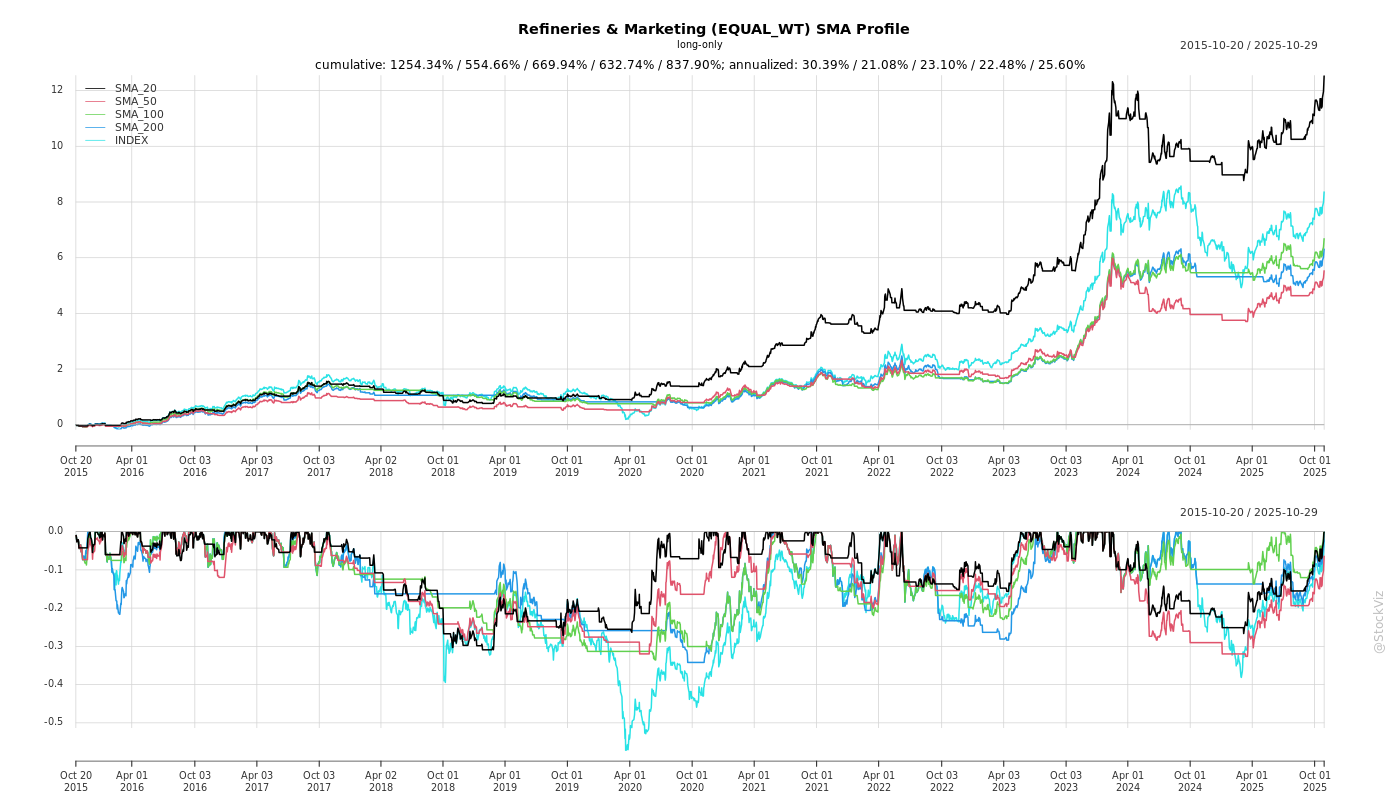 Refineries & Marketing (EQUAL_WT) SMA Profile
long-only
2015-10-20 / 2025-10-29
cumulative: 1254.34% / 554.66% / 669.94% / 632.74% / 837.90%; annualized: 30.39% / 21.08% / 23.10% / 22.48% / 25.60%
SMA_20
SMA_50
SMA_100
SMA_200
INDEX
12
10
8
6
4
2
0
Oct 20 Apr 01 Oct 03 Apr 03 Oct 03 Apr 02 Oct 01 Apr 01 Oct 01 Apr 01 Oct 01 Apr 01 Oct 01 Apr 01 Oct 03 Apr 03 Oct 03 Apr 01 Oct 01 Apr 01 Oct 01
2015 2016 2016 2017 2017 2018 2018 2019 2019 2020 2020 2021 2021 2022 2022 2023 2023 2024 2024 2025 2025
2015-10-20 / 2025-10-29
0.0
-0.1
-0.2
-0.3
-0.4
-0.5
Oct 20 Apr 01 Oct 03 Apr 03 Oct 03 Apr 02 Oct 01 Apr 01 Oct 01 Apr 01 Oct 01 Apr 01 Oct 01 Apr 01 Oct 03 Apr 03 Oct 03 Apr 01 Oct 01 Apr 01 Oct 01
2015 2016 2016 2017 2017 2018 2018 2019 2019 2020 2020 2021 2021 2022 2022 2023 2023 2024 2024 2025 2025
@StockViz